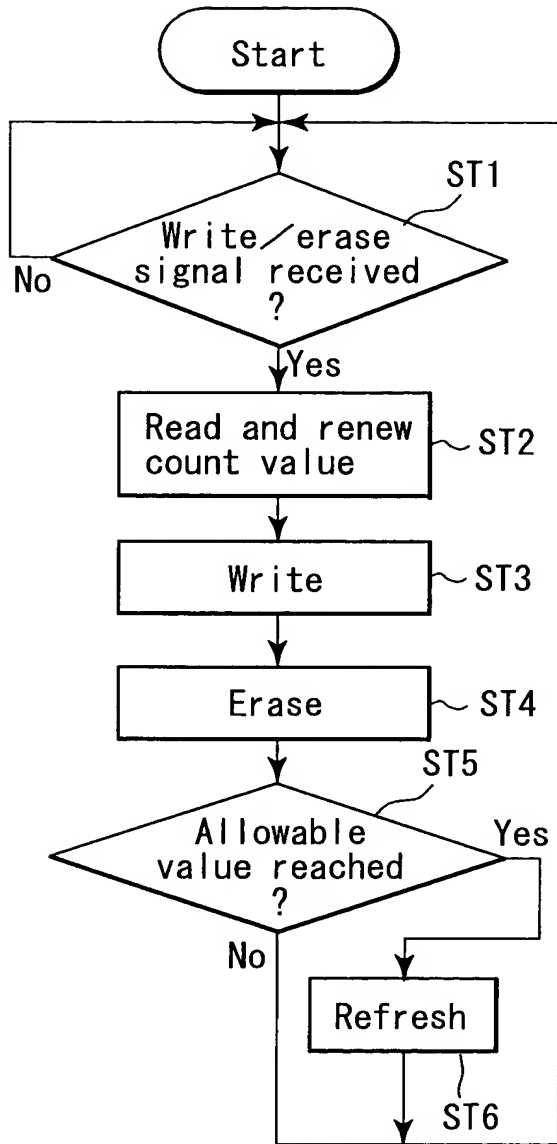 Start
ST1
Write/erase
signal received
?
No
Yes
Read and renew
count value
ST2
Write
ST3
Erase
ST4
ST5
Allowable
value reached
?
Yes
No
Refresh
ST6